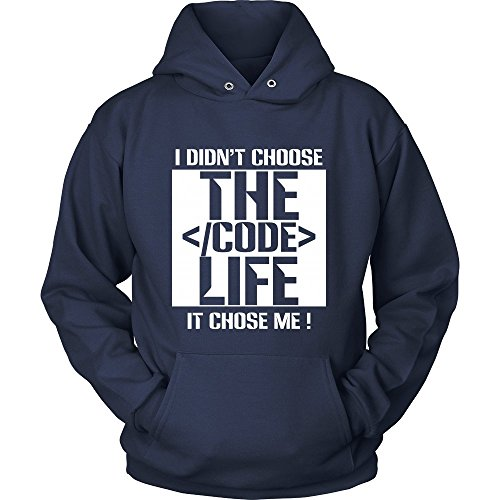 I DIDN'T CHOOSE
THE
</CODE>
LIFE
IT CHOSE ME !